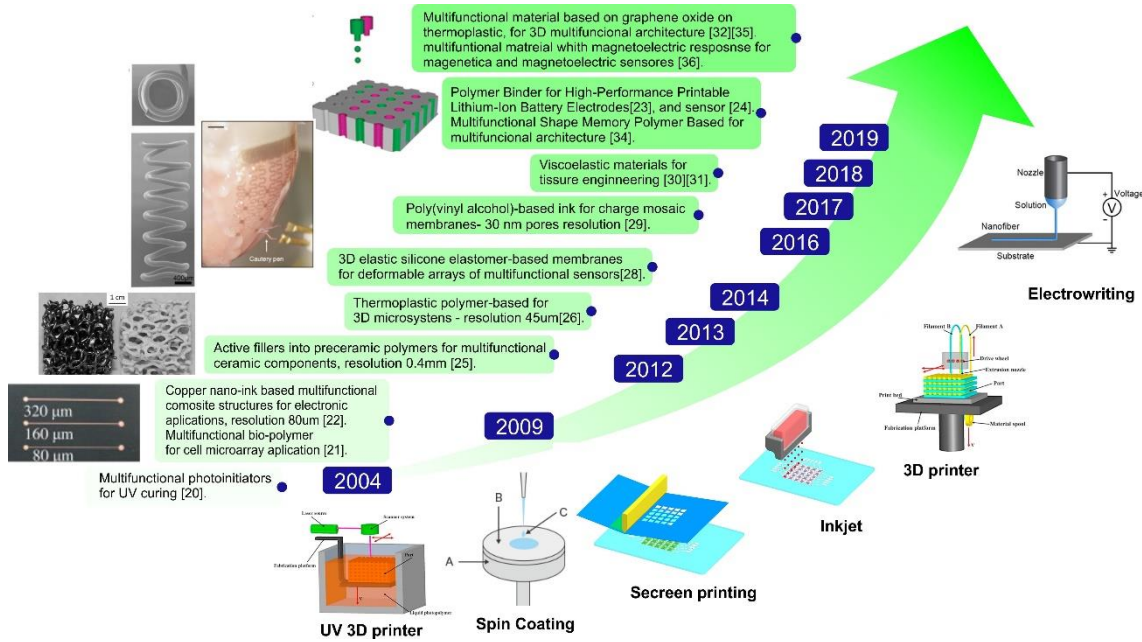 Multifunctional material based on graphene oxide on
thermoplastic, for 3D multifuncional architecture [32][35].
multifuntional matreial whith magnetoelectric resposnse for
magenetica and magnetoelectric sensores [36].
Polymer Binder for High-Performance Printable
Lithium-Ion Battery Electrodes[23], and sensor [24].
Multifunctional Shape Memory Polymer Based for
multifuncional architecture [34].
Viscoelastic materials for
tissure enginneering [30][31].
Poly(vinyl alcohol)-based ink for charge mosaic
membranes- 30 nm pores resolution [29].
3D elastic silicone elastomer-based membranes
for deformable arrays of multifunctional sensors[28].
Thermoplastic polymer-based for
3D microsystens - resolution 45um[26].
Active fillers into preceramic polymers for multifunctional
ceramic components, resolution 0.4mm [25].
Copper nano-ink based multifunctional
comosite structures for electronic
aplications, resolution 80um [22].
Multifunctional bio-polymer
for cell microarray aplication [21].
Multifunctional photoinitiators
for UV curing [20].
400μm
Cautery pen
1 cm
320 μm
160 μm
80 μm
2019
2018
2017
2016
2014
2013
2012
2009
2004
Nozzle
Solution
Voltage
+
V
-
Nanofiber
Substrate
Electrowriting
Filament B
Filament A
Drive wheel
Extrusion nozzle
Part
Print bed
Fabrication platform
Material spool
3D printer
Inkjet
Secreen printing
B
C
A
Spin Coating
Laser source
Scanner system
Fabrication platform
Part
Liquid photopolymer
UV 3D printer